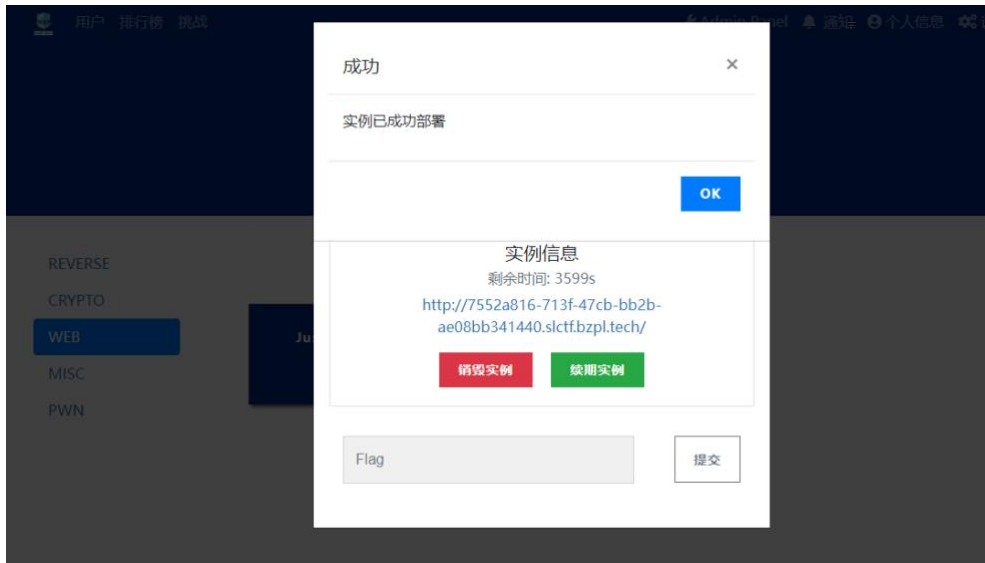 用户 排行榜 挑战
Admin Panel 通知 个人信息
成功 ×
实例已成功部署
OK
实例信息
剩余时间: 3599s
http://7552a816-713f-47cb-bb2b-
ae08bb341440.slctf.bzpl.tech/
销毁实例 续期实例
Flag 提交
REVERSE
CRYPTO
WEB
MISC
PWN
Ju